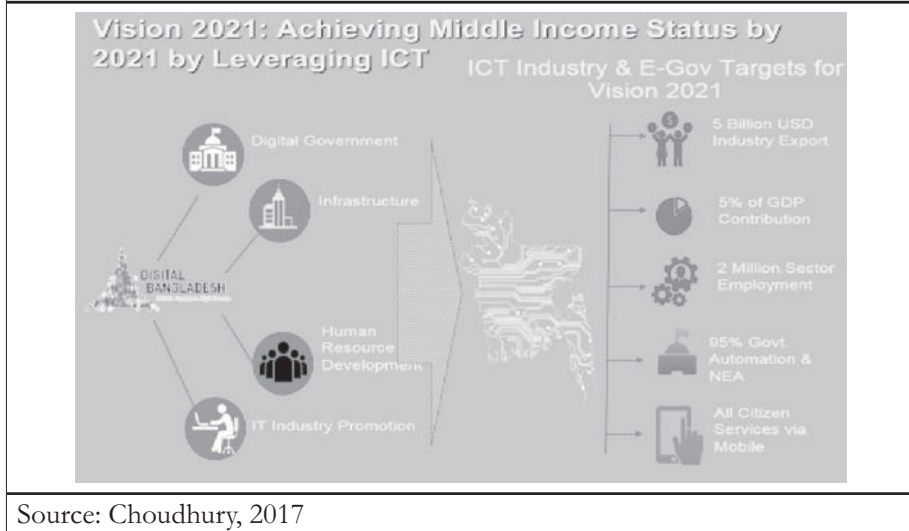 Vision 2021: Achieving Middle Income Status by
2021 by Leveraging ICT
ICT Industry & E-Gov Targets for
Vision 2021
Digital Government
Infrastructure
DIGITAL
BANGLADESH
Human
Resource
Development
IT Industry Promotion
5 Billion USD
Industry Export
5% of GDP
Contribution
2 Million Sector
Employment
95% Govt.
Automation &
NEA
All Citizen
Services via
Mobile
Source: Choudhury, 2017